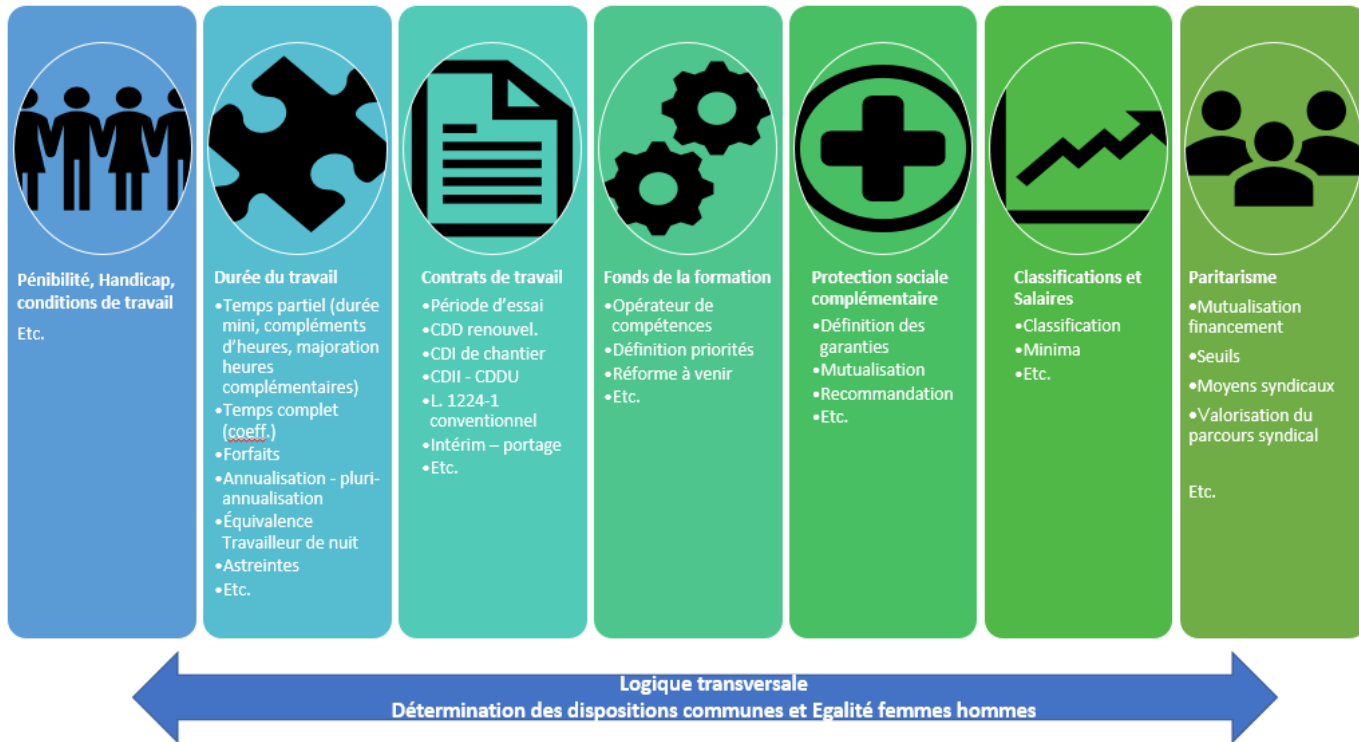 Pénibilité, Handicap,
conditions de travail
Etc.
Durée du travail
•Temps partiel (durée
mini, compléments
d’heures, majoration
heures
complémentaires)
•Temps complet
(coeff.)
•Forfaits
•Annualisation - pluri-
annualisation
•Équivalence
Travailleur de nuit
•Astreintes
•Etc.
Contrats de travail
•Période d’essai
•CDD renouvel.
•CDI de chantier
•CDII - CDDU
•L. 1224-1
conventionnel
•Intérim – portage
•Etc.
Fonds de la formation
•Opérateur de
compétences
•Définition priorités
•Réforme à venir
•Etc.
Protection sociale
complémentaire
•Définition des
garanties
•Mutualisation
•Recommandation
•Etc.
Classifications et
Salaires
•Classification
•Minima
•Etc.
Paritarisme
•Mutualisation
financement
•Seuils
•Moyens syndicaux
•Valorisation du
parcours syndical
Etc.
Logique transversale
Détermination des dispositions communes et Egalité femmes hommes